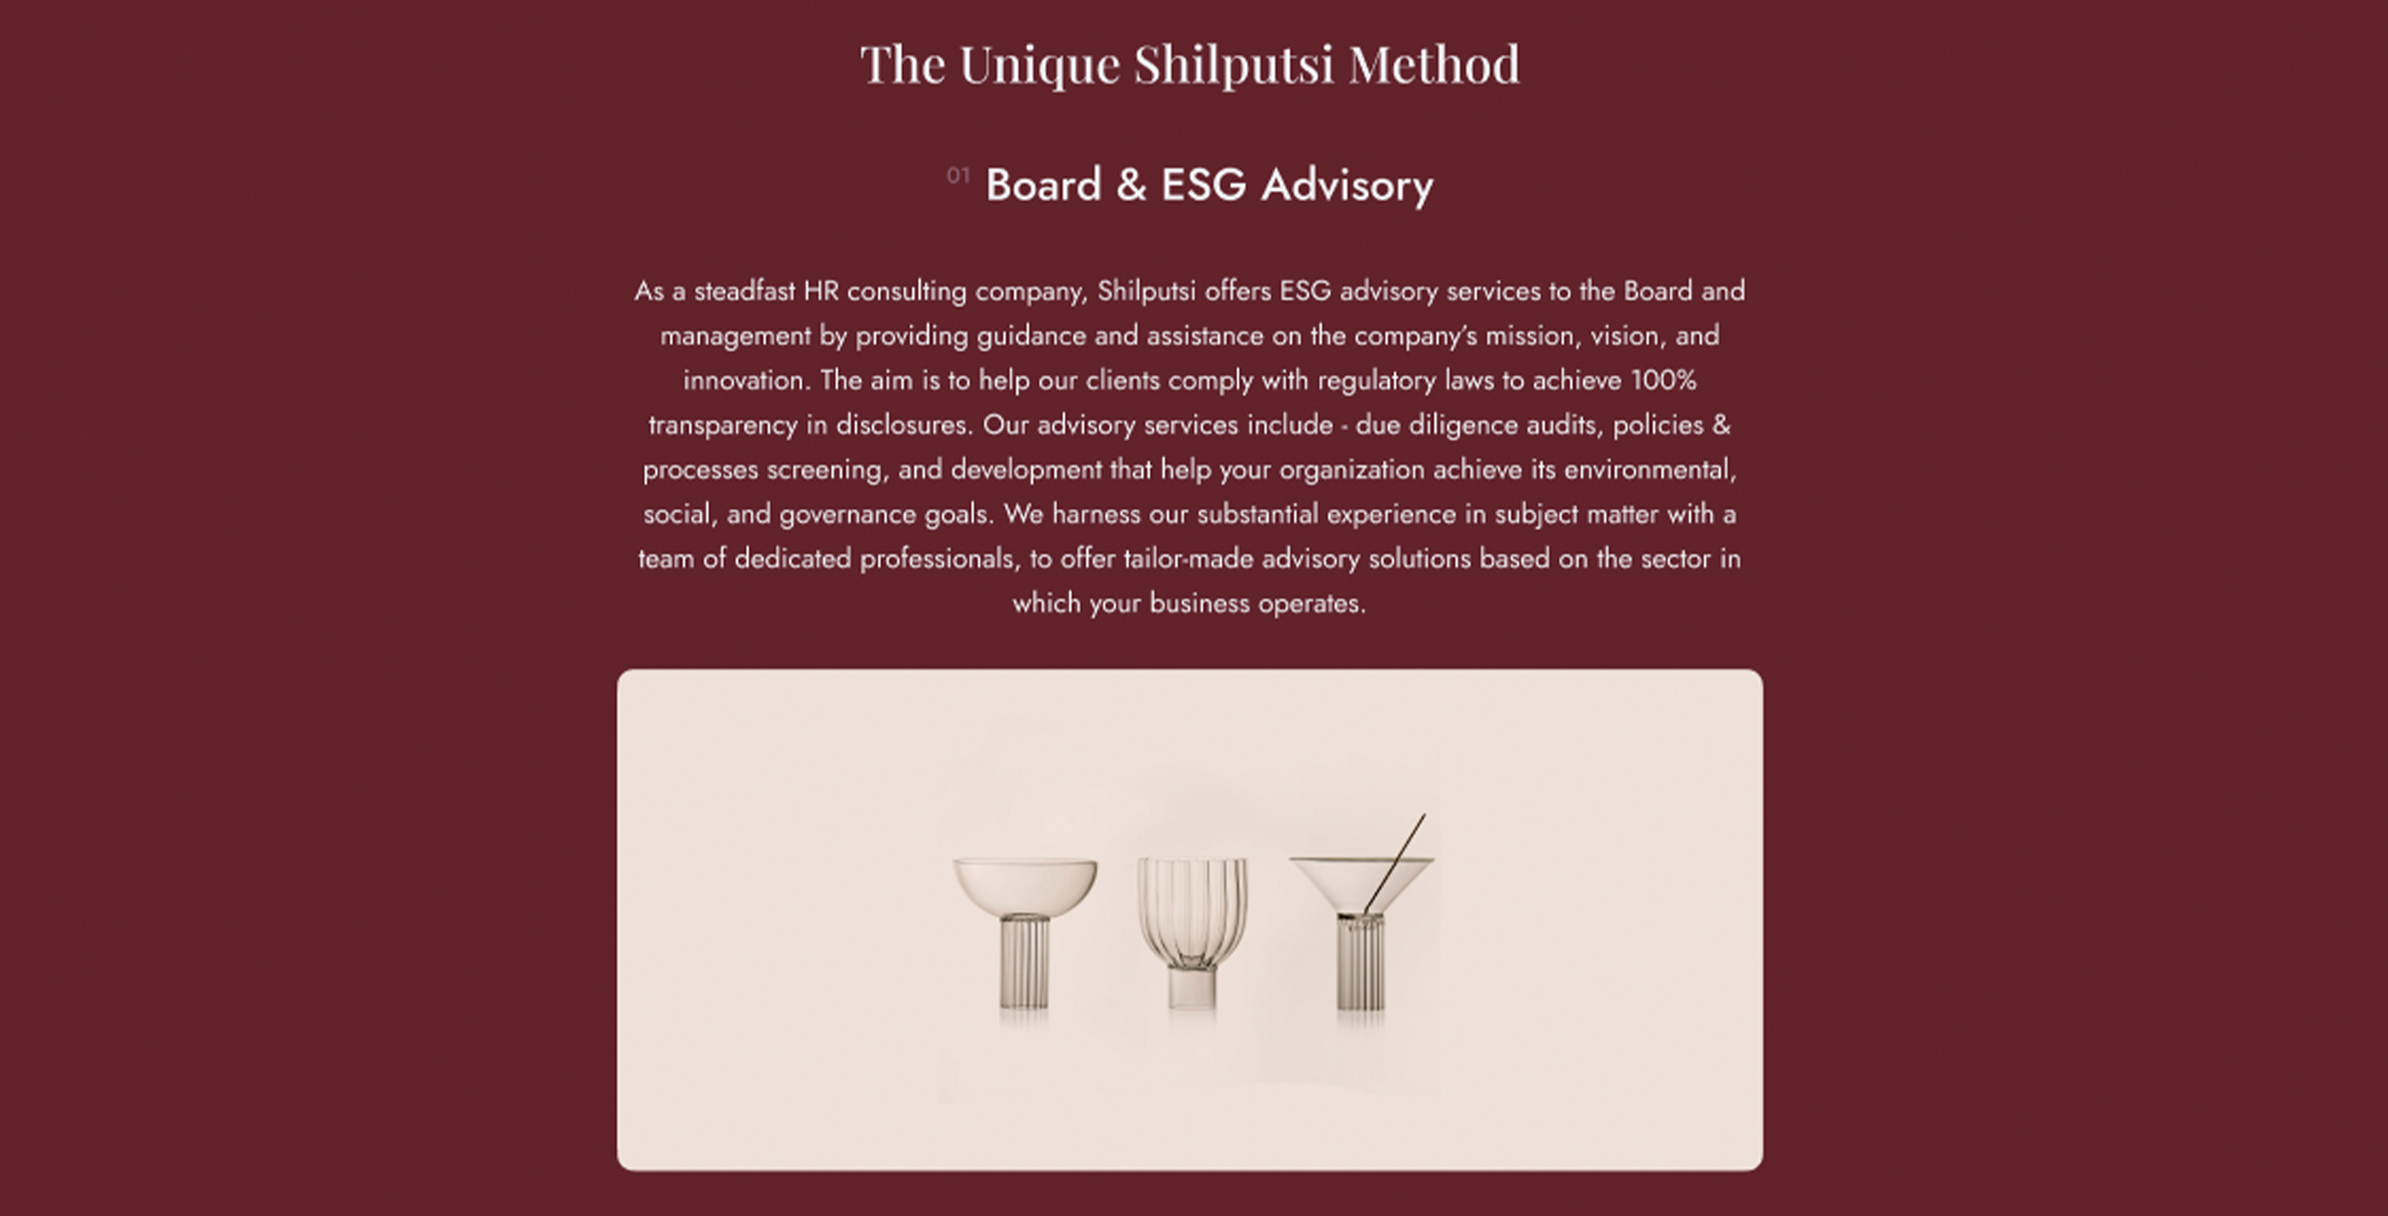 The Unique Shilputsi Method
01 Board & ESG Advisory
As a steadfast HR consulting company, Shilputsi offers ESG advisory services to the Board and
management by providing guidance and assistance on the company’s mission, vision, and
innovation. The aim is to help our clients comply with regulatory laws to achieve 100%
transparency in disclosures. Our advisory services include - due diligence audits, policies &
processes screening, and development that help your organization achieve its environmental,
social, and governance goals. We harness our substantial experience in subject matter with a
team of dedicated professionals, to offer tailor-made advisory solutions based on the sector in
which your business operates.